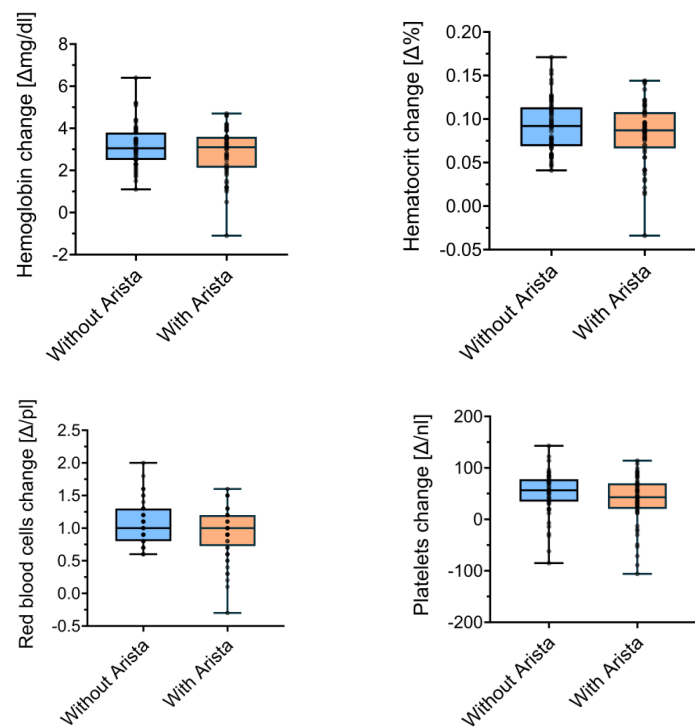 Hemoglobin change [Δmg/dl]
8
6
4
2
0
-2
Without Arista
With Arista
Hematocrit change [Δ%]
0.20
0.15
0.10
0.05
0.00
-0.05
Without Arista
With Arista
Red blood cells change [Δ/pl]
2.5
2.0
1.5
1.0
0.5
0.0
-0.5
Without Arista
With Arista
Platelets change [Δ/nl]
200
100
0
-100
-200
Without Arista
With Arista